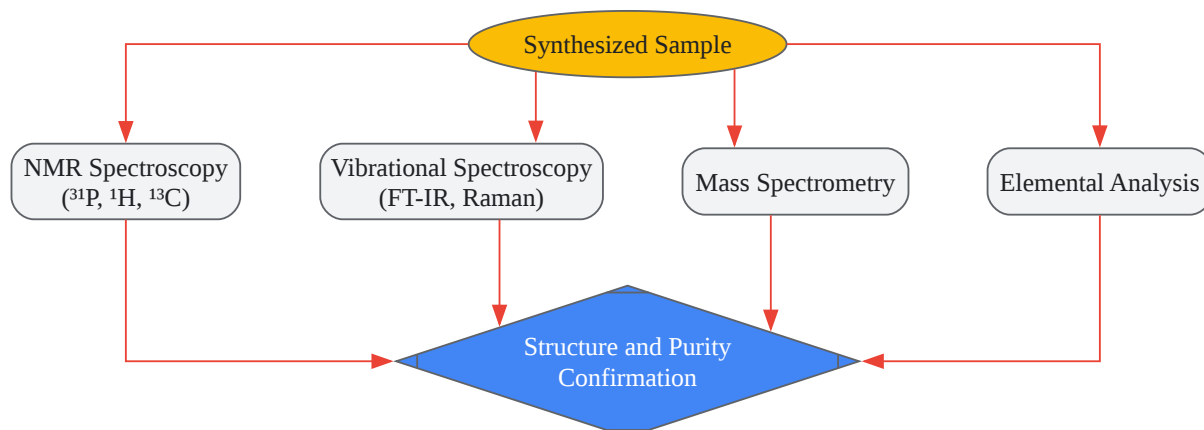 Synthesized Sample
NMR Spectroscopy
(³¹P, ¹H, ¹³C)
Vibrational Spectroscopy
(FT-IR, Raman)
Mass Spectrometry
Elemental Analysis
Structure and Purity
Confirmation